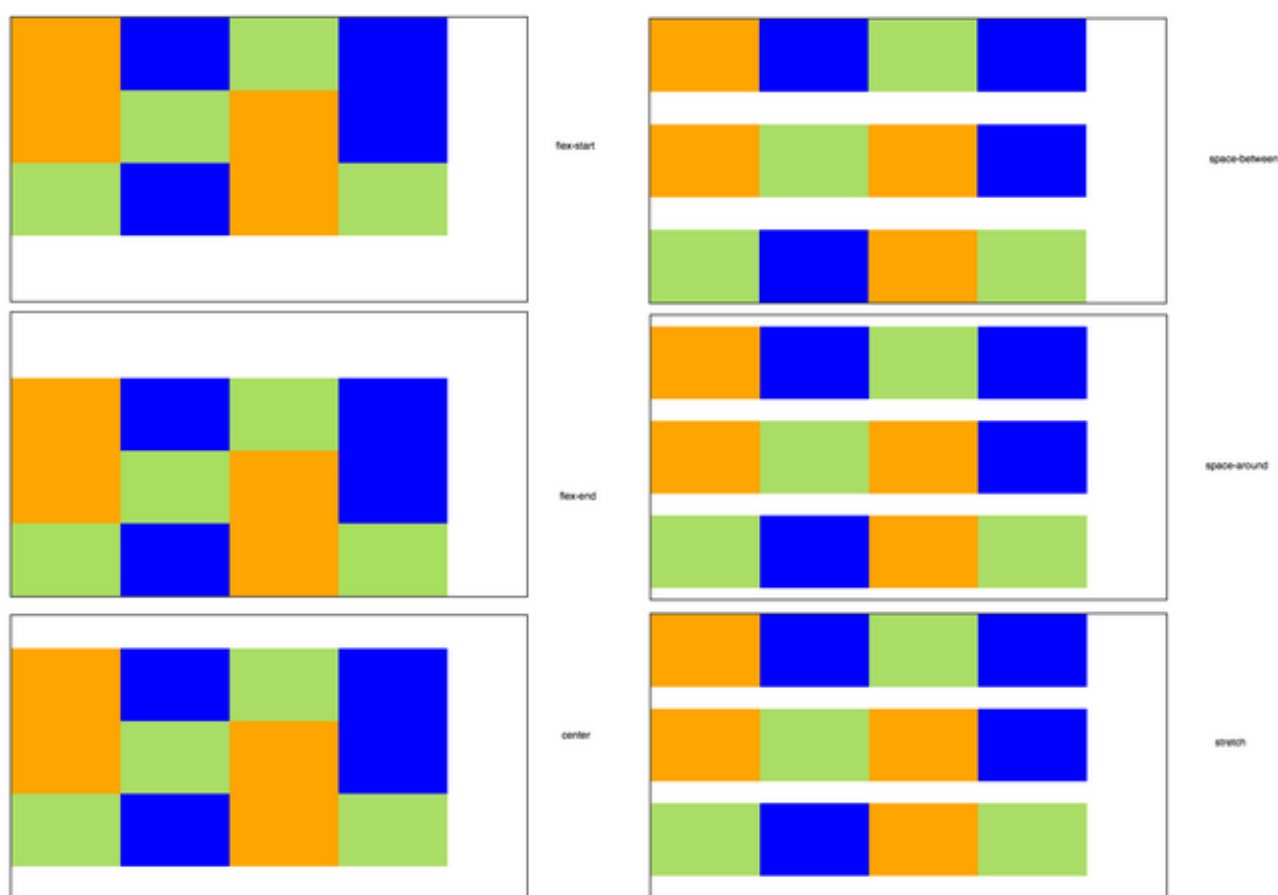 flex-start
space-between
flex-end
space-around
center
stretch